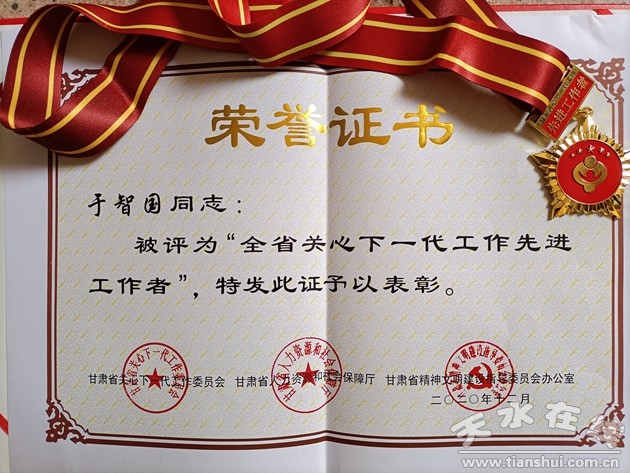 荣誉证书
先进工作者
于智国同志：
被评为“全省关心下一代工作先进
工作者”，特发此证予以表彰。
甘肃省关心下一代工作委员会 甘肃省人力资源和社会保障厅 甘肃省精神文明建设指导委员会办公室
二〇二〇年十二月
天水在线
www.tianshui.com.cn